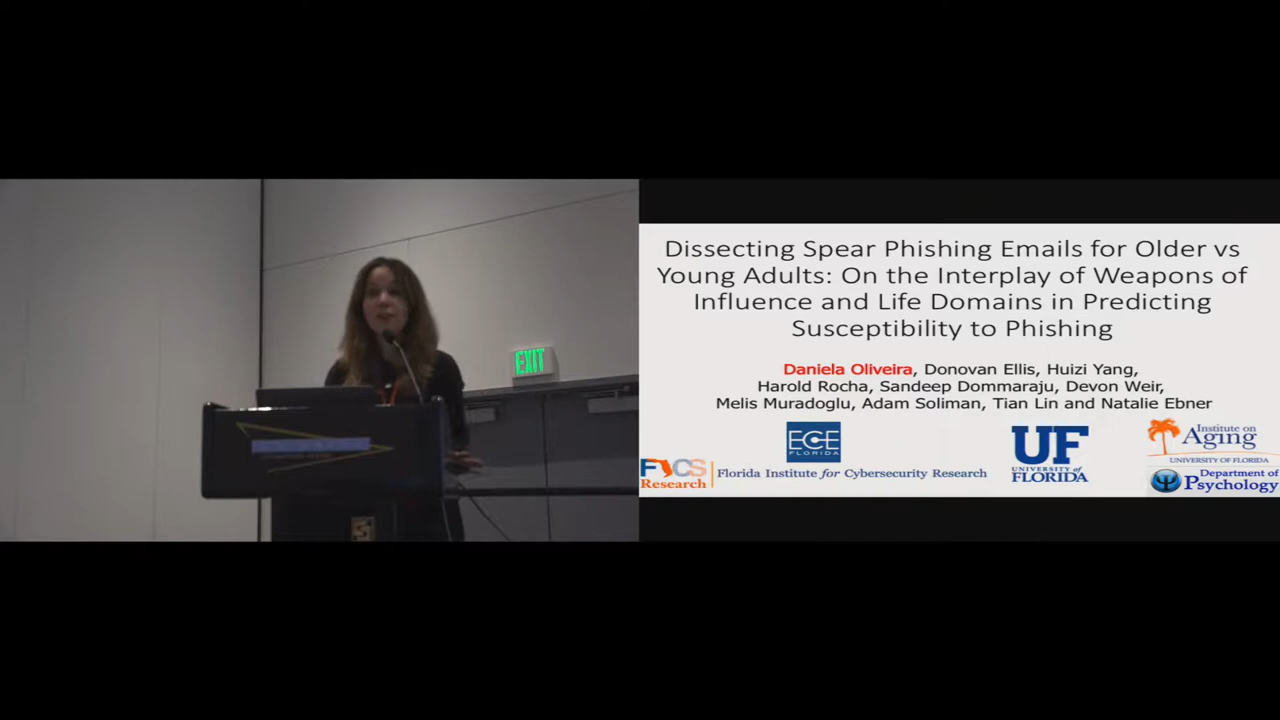 EXIT
Dissecting Spear Phishing Emails for Older vs
Young Adults: On the Interplay of Weapons of
Influence and Life Domains in Predicting
Susceptibility to Phishing
Daniela Oliveira, Donovan Ellis, Huizi Yang,
Harold Rocha, Sandeep Dommaraju, Devon Weir,
Melis Muradoglu, Adam Soliman, Tian Lin and Natalie Ebner
ECE
FLORIDA
UF
UNIVERSITY of
FLORIDA
Institute on
Aging
UNIVERSITY OF FLORIDA
FICS
Research
Florida Institute for Cybersecurity Research
Department of
Psychology